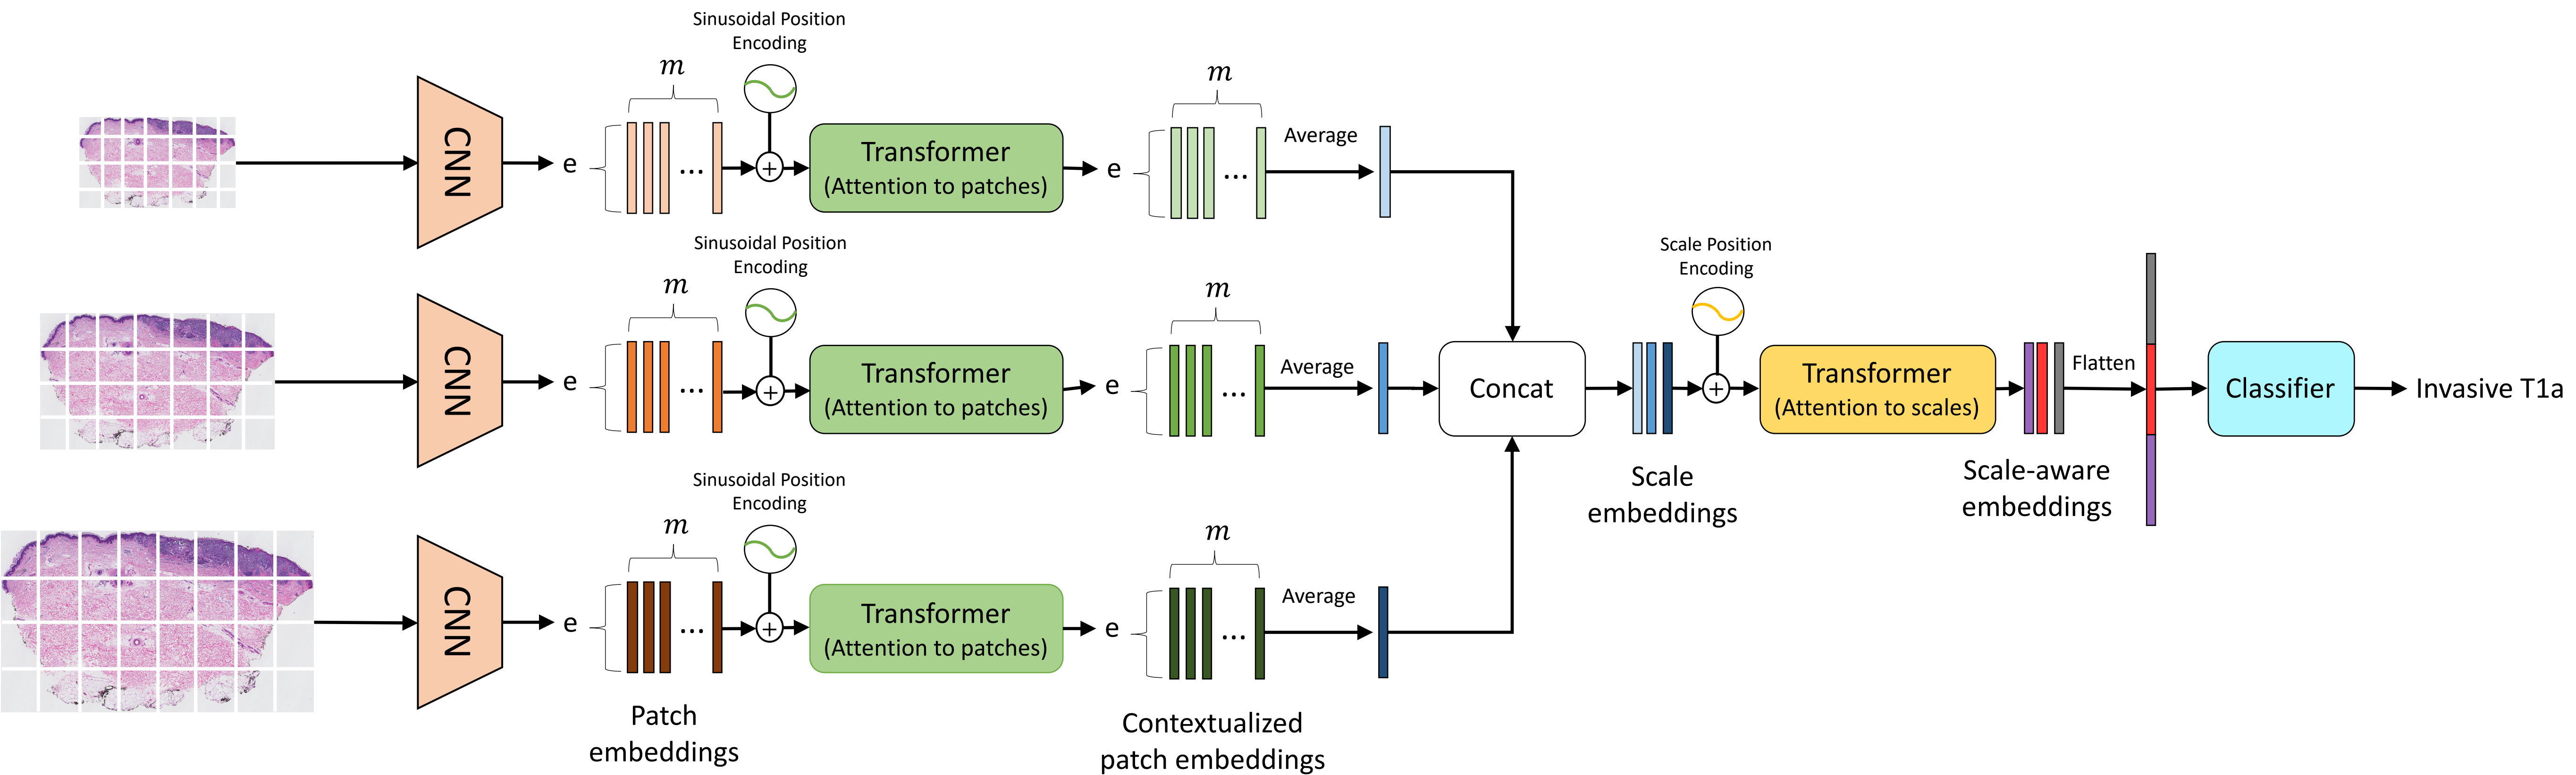 Sinusoidal Position
Encoding
m
CNN
e
...
+
Transformer
(Attention to patches)
e
m
...
Average
Sinusoidal Position
Encoding
m
CNN
e
...
+
Transformer
(Attention to patches)
e
m
...
Average
Concat
Scale Position
Encoding
+
Transformer
(Attention to scales)
Flatten
Classifier
Invasive T1a
Scale
embeddings
Scale-aware
embeddings
Sinusoidal Position
Encoding
m
CNN
e
...
+
Transformer
(Attention to patches)
e
m
...
Average
Patch
embeddings
Contextualized
patch embeddings